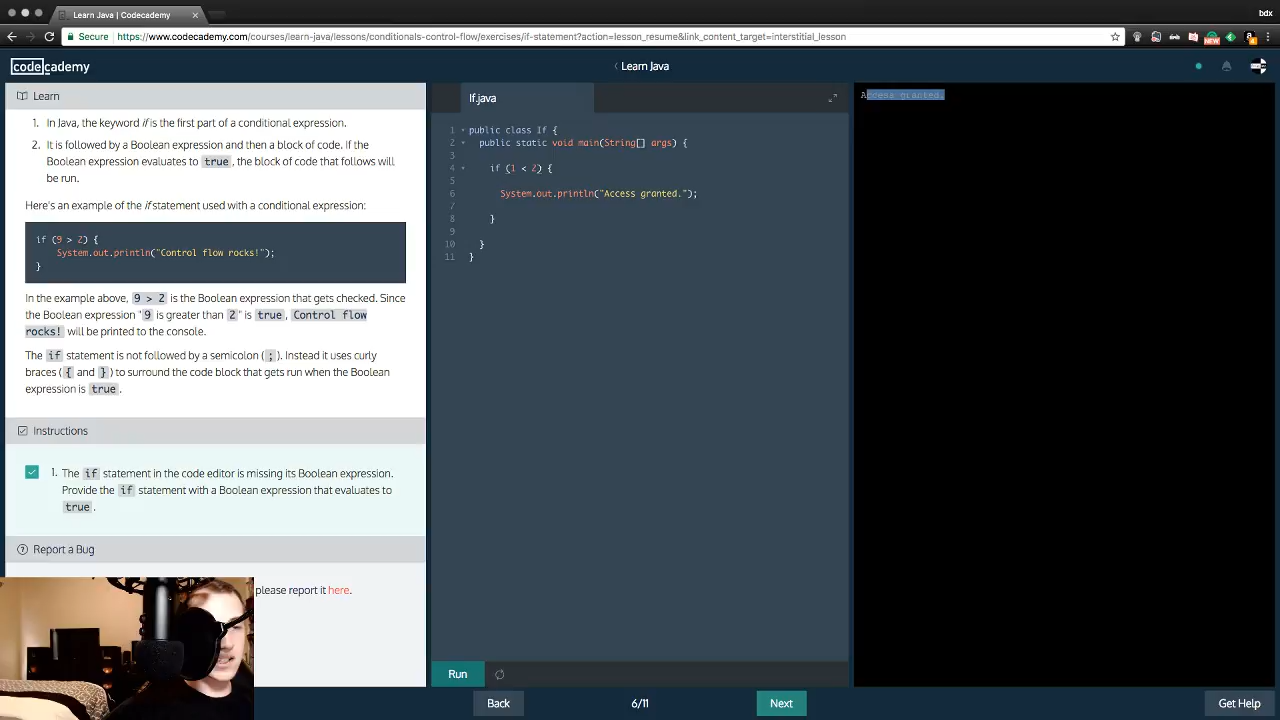 Learn Java | Codecademy
bdx
Secure
https://www.codecademy.com/courses/learn-java/lessons/conditionals-control-flow/exercises/if-statement?action=lesson_resume&link_content_target=interstitial_lesson
codecademy
Learn Java
Learn
1. In Java, the keyword if is the first part of a conditional expression.
2. It is followed by a Boolean expression and then a block of code. If the
Boolean expression evaluates to true, the block of code that follows will
be run.
Here's an example of the if statement used with a conditional expression:
if (9 > 2) {
System.out.println("Control flow rocks!");
}
In the example above, 9 > 2 is the Boolean expression that gets checked. Since
the Boolean expression "9 is greater than 2" is true, Control flow
rocks! will be printed to the console.
The if statement is not followed by a semicolon (;). Instead it uses curly
braces ({ and }) to surround the code block that gets run when the Boolean
expression is true.
Instructions
1. The if statement in the code editor is missing its Boolean expression.
Provide the if statement with a Boolean expression that evaluates to
true.
Report a Bug
please report it here.
If.java
1 public class If {
2 public static void main(String[] args) {
3
4 if (1 < 2) {
5
6 System.out.println("Access granted.");
7
8 }
9
10 }
11 }
Run
Access granted.
Back
6/11
Next
Get Help